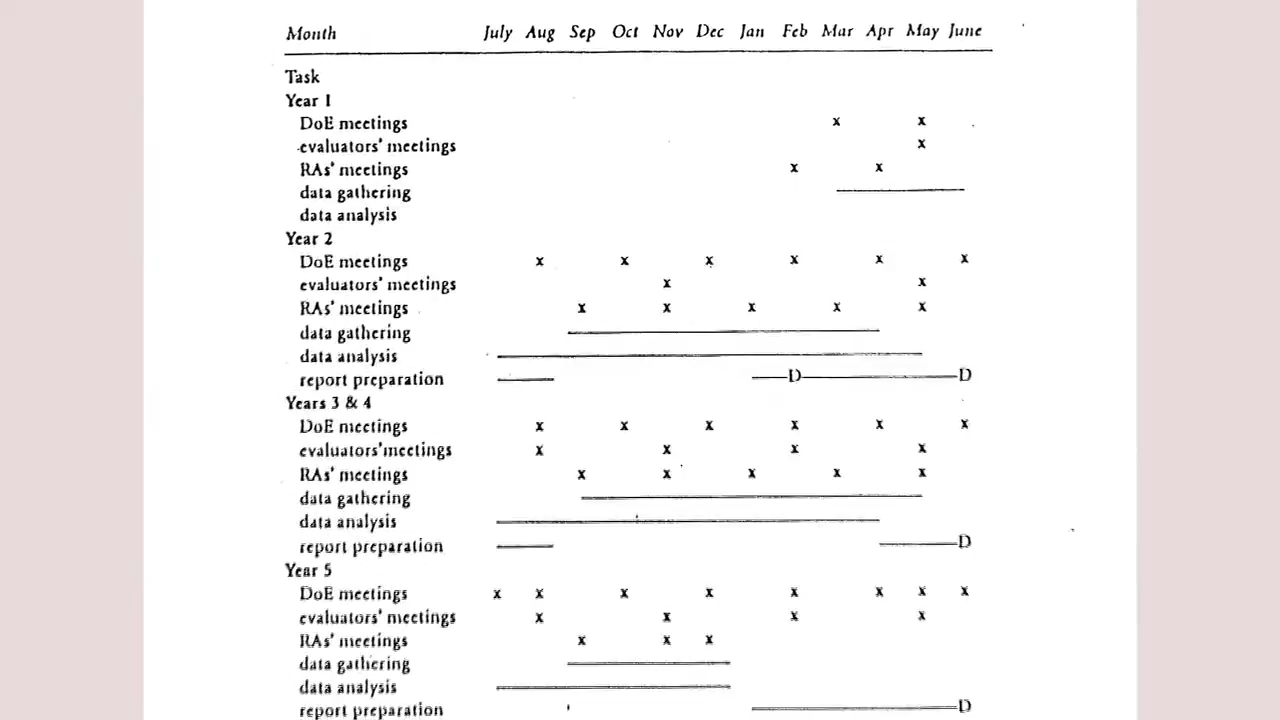 Month July Aug Sep Oct Nov Dec Jan Feb Mar Apr May June
Task
Year 1
DoE meetings x x
evaluators' meetings x
RAs' meetings x x
data gathering
data analysis
Year 2
DoE meetings x x x x x x
evaluators' meetings x x
RAs' meetings x x x x x
data gathering
data analysis
report preparation D D
Years 3 & 4
DoE meetings x x x x x x
evaluators'meetings x x x x
RAs' meetings x x x x x
data gathering
data analysis
report preparation D
Year 5
DoE meetings x x x x x x x x
evaluators' meetings x x x x
RAs' meetings x x x
data gathering
data analysis
report preparation D